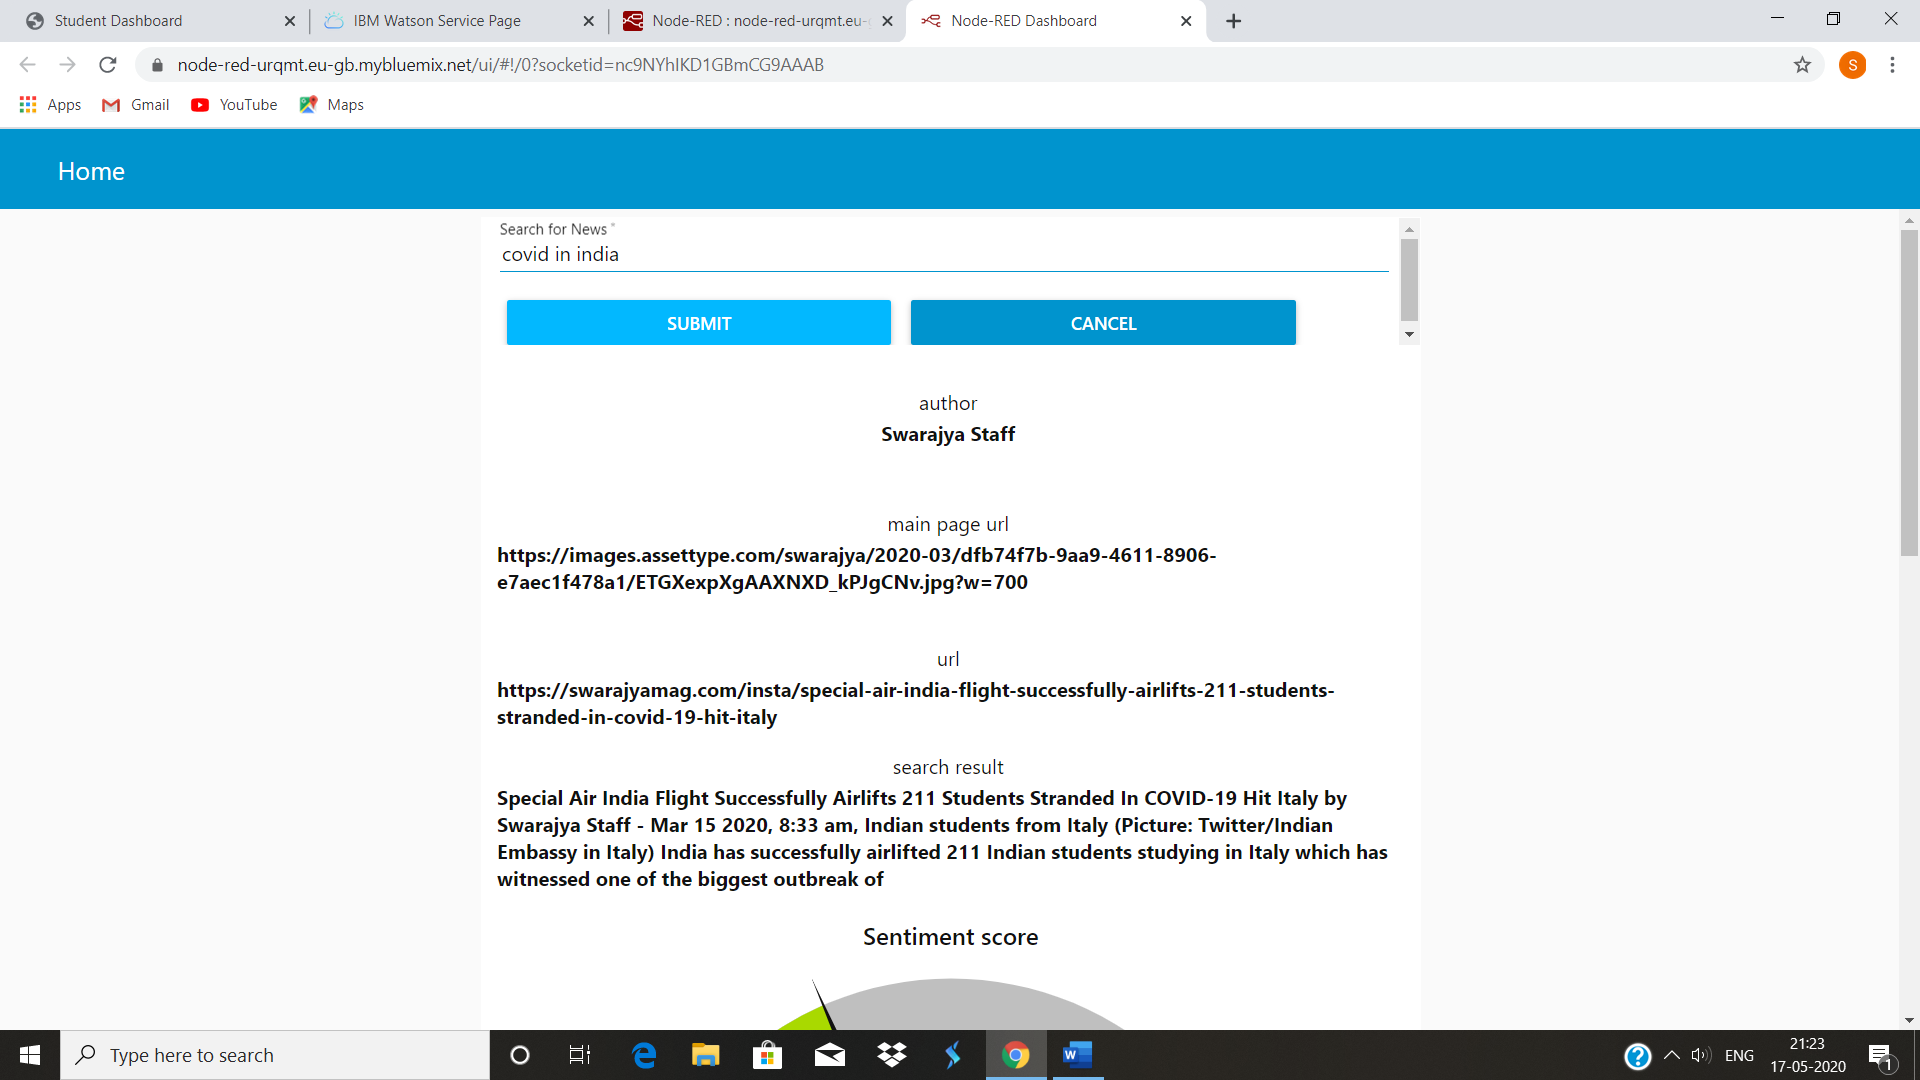 Student Dashboard
IBM Watson Service Page
Node-RED : node-red-urqmt.eu-
Node-RED Dashboard
node-red-urqmt.eu-gb.mybluemix.net/ui/#!/0?socketid=nc9NYhIKD1GBmCG9AAAB
S
Apps
Gmail
YouTube
Maps
Home
Search for News *
covid in india
SUBMIT
CANCEL
author
Swarajya Staff
main page url
https://images.assettype.com/swarajya/2020-03/dfb74f7b-9aa9-4611-8906-
e7aec1f478a1/ETGXexpXgAAXNXD_kPJgCNv.jpg?w=700
url
https://swarajyamag.com/insta/special-air-india-flight-successfully-airlifts-211-students-
stranded-in-covid-19-hit-italy
search result
Special Air India Flight Successfully Airlifts 211 Students Stranded In COVID-19 Hit Italy by
Swarajya Staff - Mar 15 2020, 8:33 am, Indian students from Italy (Picture: Twitter/Indian
Embassy in Italy) India has successfully airlifted 211 Indian students studying in Italy which has
witnessed one of the biggest outbreak of
Sentiment score
Type here to search
ENG
21:23
17-05-2020
1